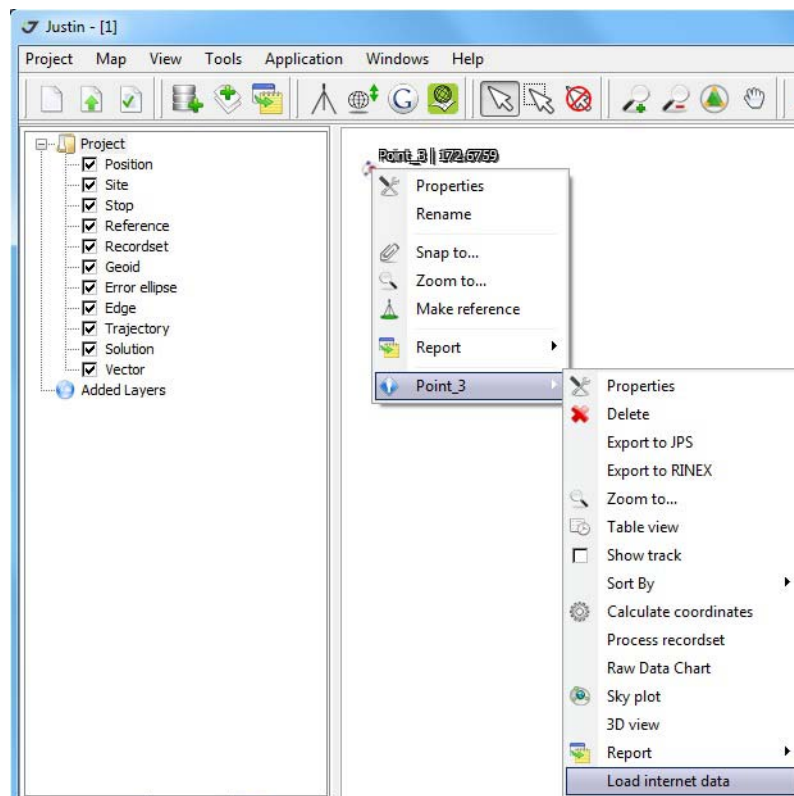 Justin - [1]
Project Map View Tools Application Windows Help
Project
Position
Site
Stop
Reference
Recordset
Geoid
Error ellipse
Edge
Trajectory
Solution
Vector
Added Layers
Point_3 || 172.6759
Properties
Rename
Snap to...
Zoom to...
Make reference
Report
Point_3
Properties
Delete
Export to JPS
Export to RINEX
Zoom to...
Table view
Show track
Sort By
Calculate coordinates
Process recordset
Raw Data Chart
Sky plot
3D view
Report
Load internet data